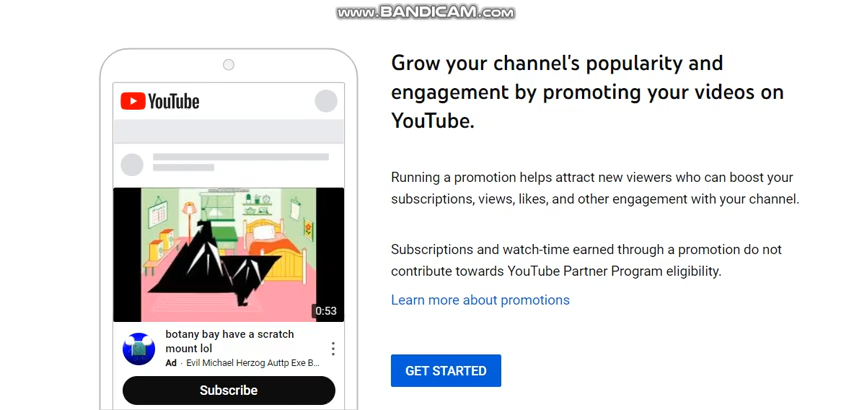 www.BANDICAM.com
YouTube
0:53
botany bay have a scratch
mount lol
Ad · Evil Michael Herzog Auttp Exe B...
Subscribe
Grow your channel's popularity and
engagement by promoting your videos on
YouTube.
Running a promotion helps attract new viewers who can boost your
subscriptions, views, likes, and other engagement with your channel.
Subscriptions and watch-time earned through a promotion do not
contribute towards YouTube Partner Program eligibility.
Learn more about promotions
GET STARTED